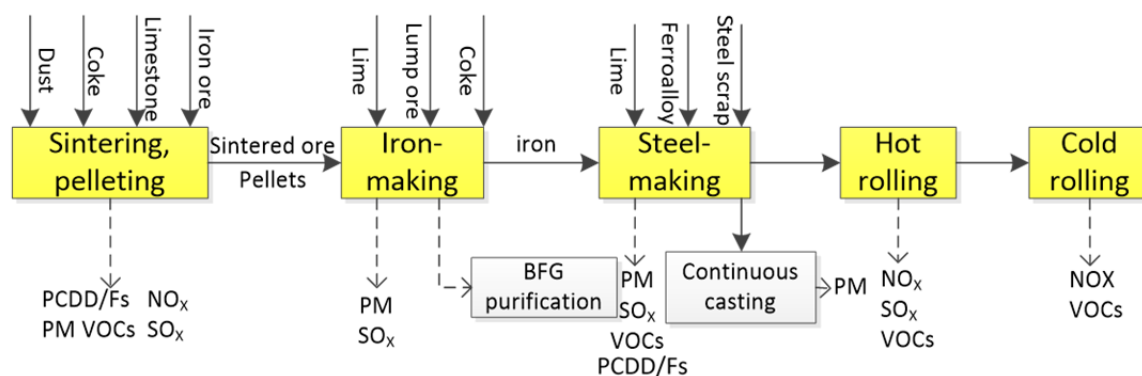 Dust
Coke
Limestone
Iron ore
Lime
Lump ore
Coke
Lime
Ferroalloy
Steel scrap
Sintering,
pelleting
Sintered ore
Pellets
Iron-
making
iron
Steel-
making
Hot
rolling
Cold
rolling
PCDD/Fs NOX
PM VOCs SOX
PM
SOX
BFG
purification
PM
SOX
VOCs
PCDD/Fs
Continuous
casting
PM
NOX
SOX
VOCs
NOX
VOCs